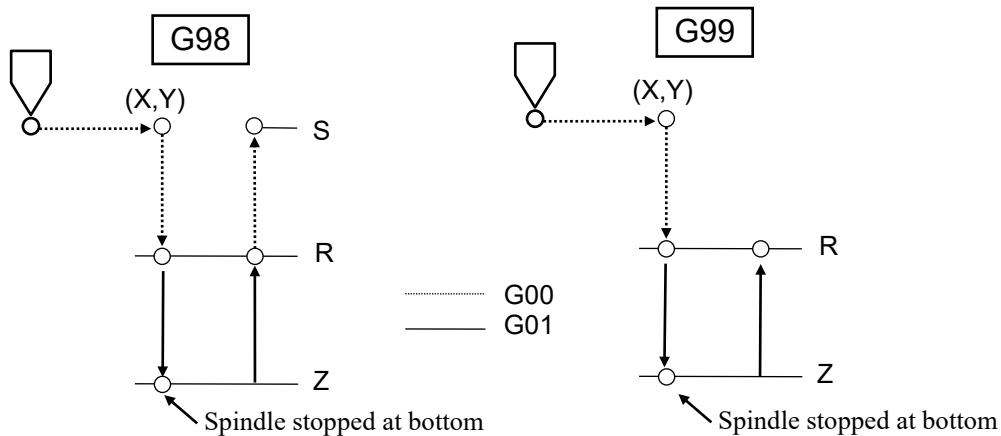 G98
G99
(X,Y)
(X,Y)
S
R
R
G00
G01
Z
Z
Spindle stopped at bottom
Spindle stopped at bottom